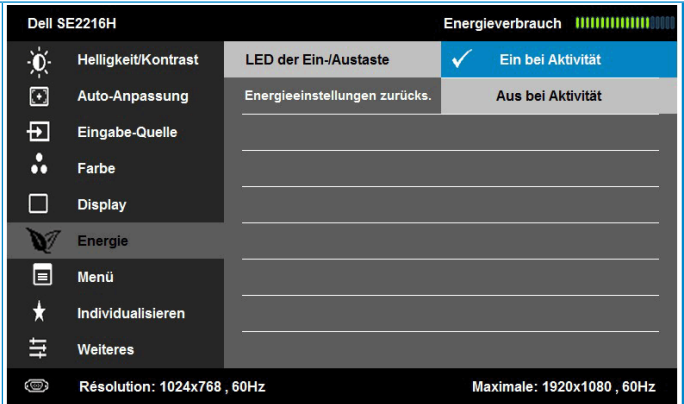 Dell SE2216H Energieverbrauch
Helligkeit/Kontrast LED der Ein-/Austaste Ein bei Aktivität
Auto-Anpassung Energieeinstellungen zurücks. Aus bei Aktivität
Eingabe-Quelle
Farbe
Display
Energie
Menü
Individualisieren
Weiteres
Résolution: 1024x768 , 60Hz Maximale: 1920x1080 , 60Hz